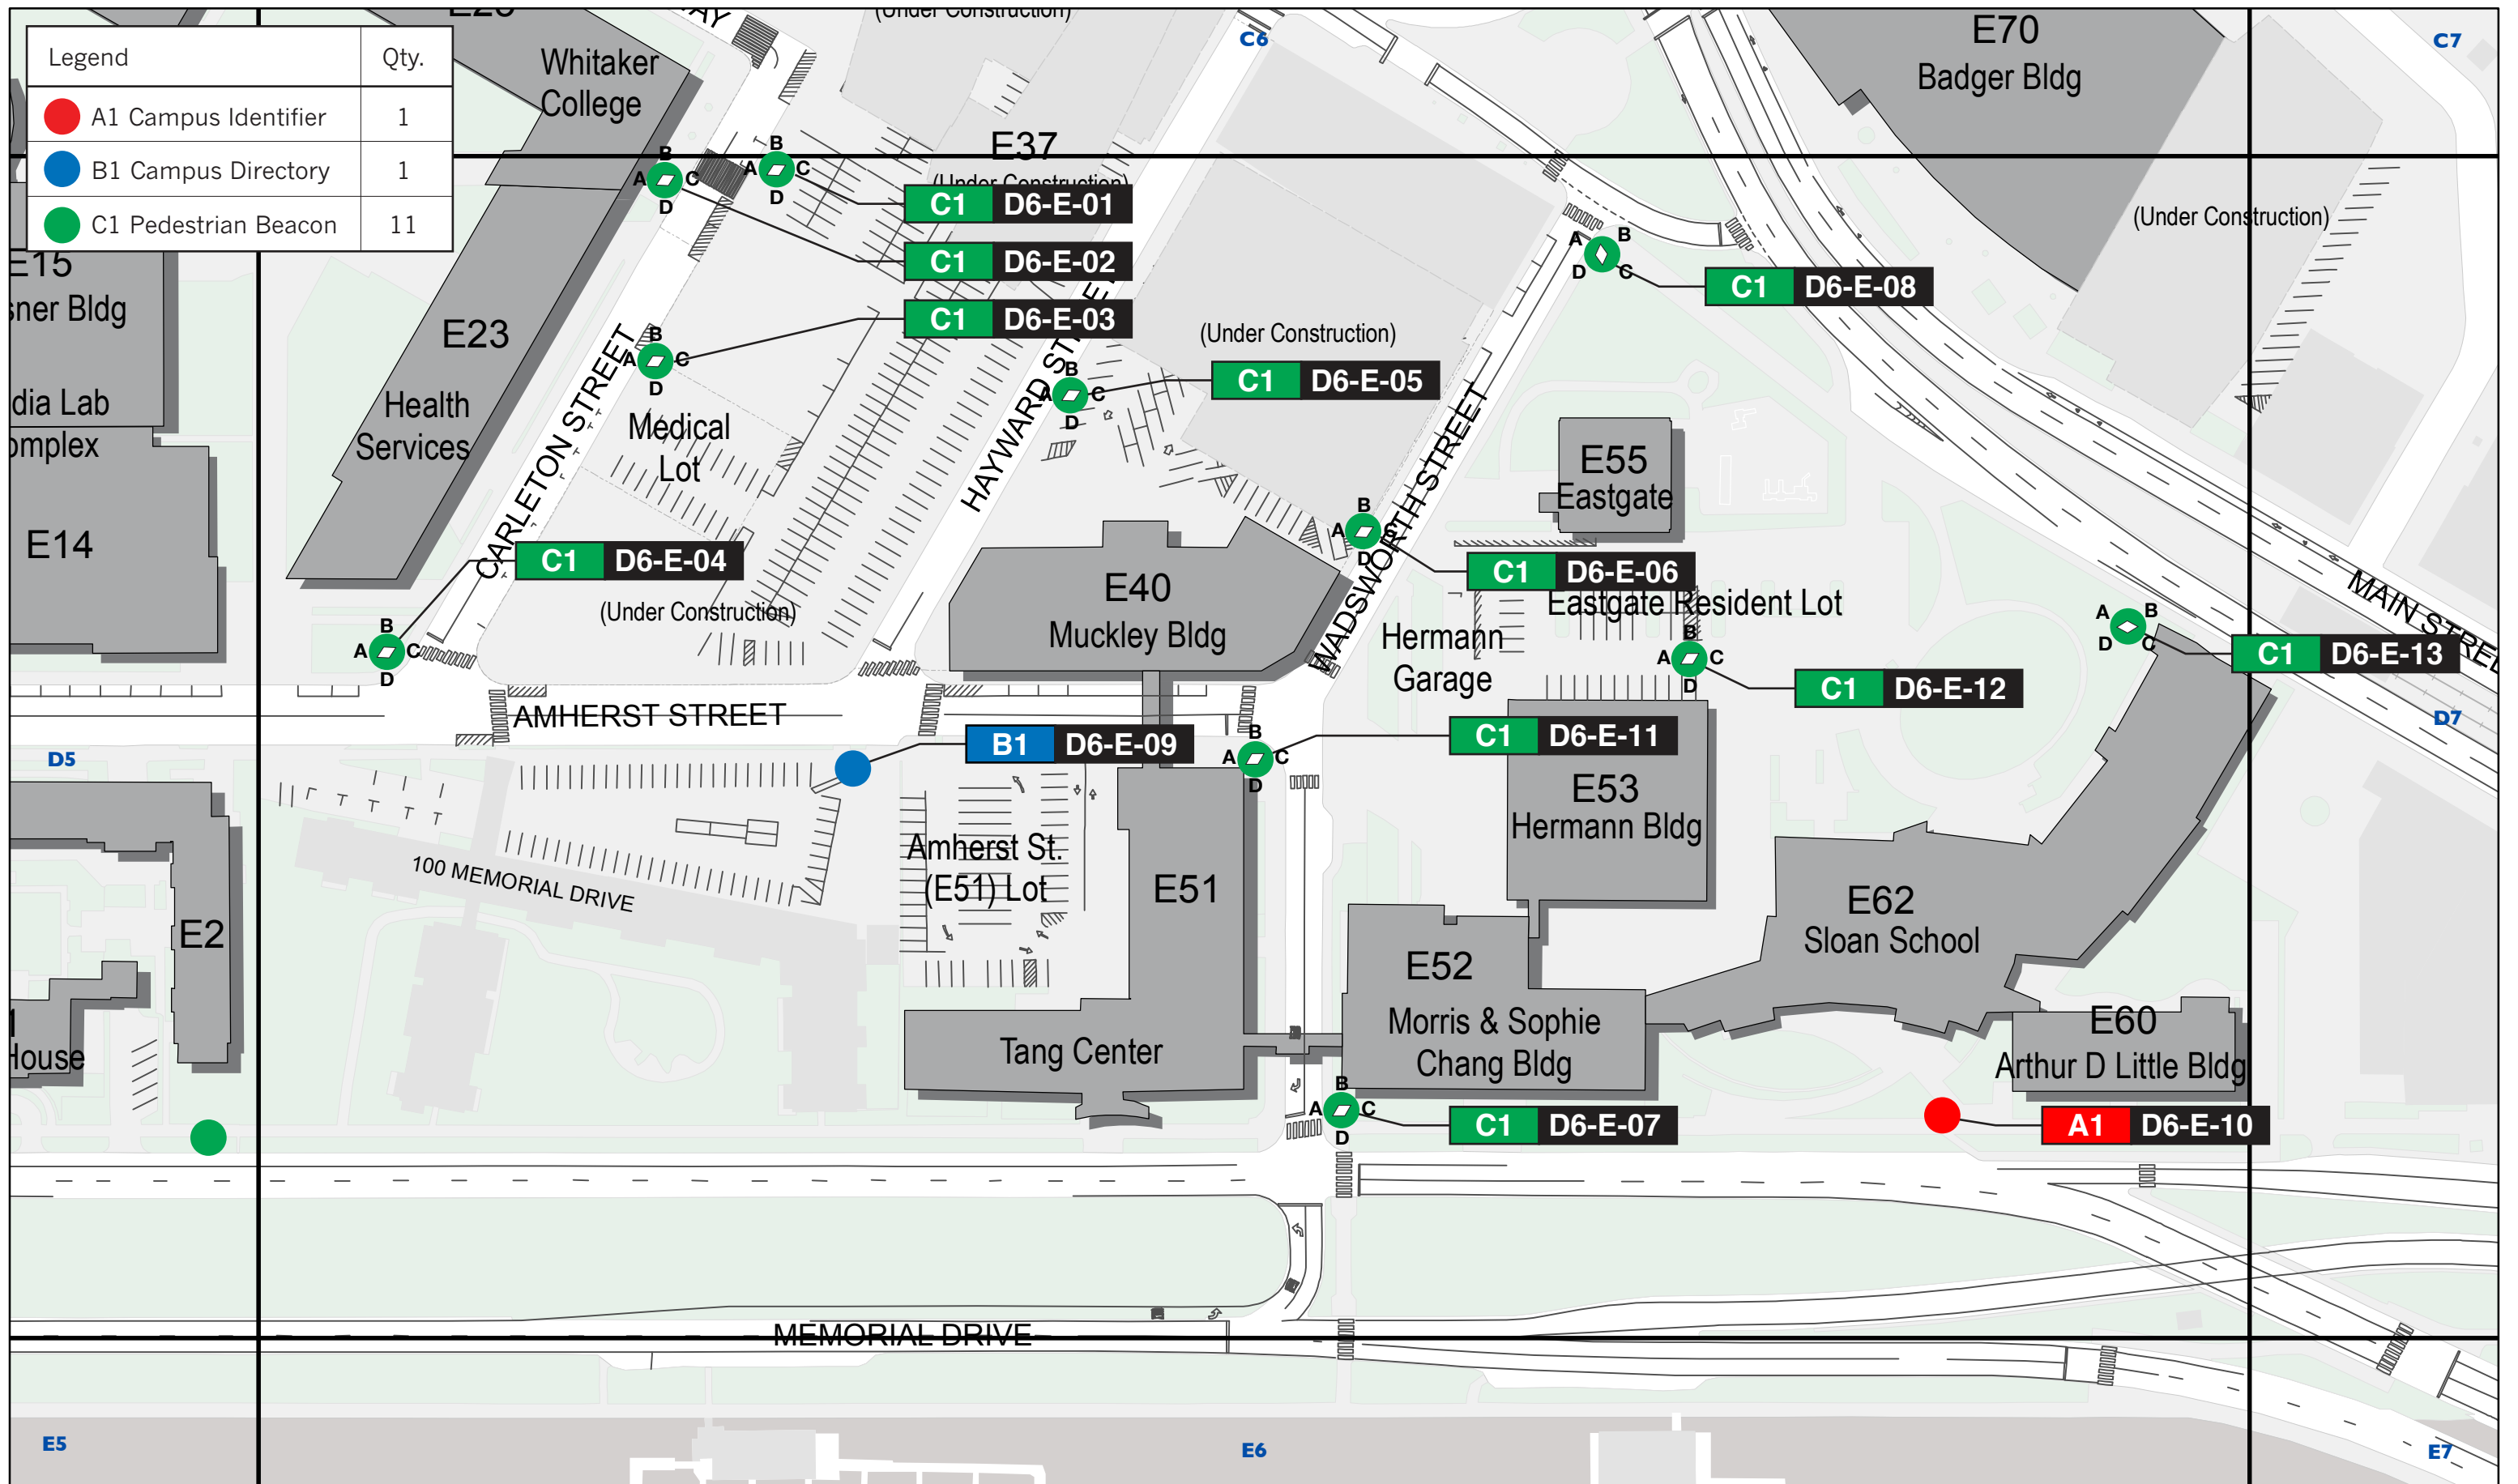 Legend Qty.
A1 Campus Identifier 1
B1 Campus Directory 1
C1 Pedestrian Beacon 11
Whitaker
College
(Under Construction)
C6
E70
Badger Bldg
C7
E37
(Under Construction)
B
A C
D
B
A C
D
C1 D6-E-01
C1 D6-E-02
C1 D6-E-03
(Under Construction)
A B
D C
C1 D6-E-08
E15
E23
Health
Services
CARLETON STREET
B
A C
D
Medical
Lot
HAYWARD STREET
B
A C
D
(Under Construction)
C1 D6-E-05
WADSWORTH STREET
E55
Eastgate
E14
C1 D6-E-04
(Under Construction)
B
A C
D
E40
Muckley Bldg
B
A C
D
C1 D6-E-06
Eastgate Resident Lot
Hermann
Garage
B
A C
D
C1 D6-E-12
A B
D C
C1 D6-E-13
MAIN STREE
D5
AMHERST STREET
B1 D6-E-09
B
A C
D
C1 D6-E-11
D7
E53
Hermann Bldg
100 MEMORIAL DRIVE
Amherst St.
(E51) Lot
E51
E2
E62
Sloan School
E52
Morris & Sophie
Chang Bldg
Tang Center
House
E60
Arthur D Little Bldg
B
A C
D
C1 D6-E-07
A1 D6-E-10
MEMORIAL DRIVE
E5
E6
E7